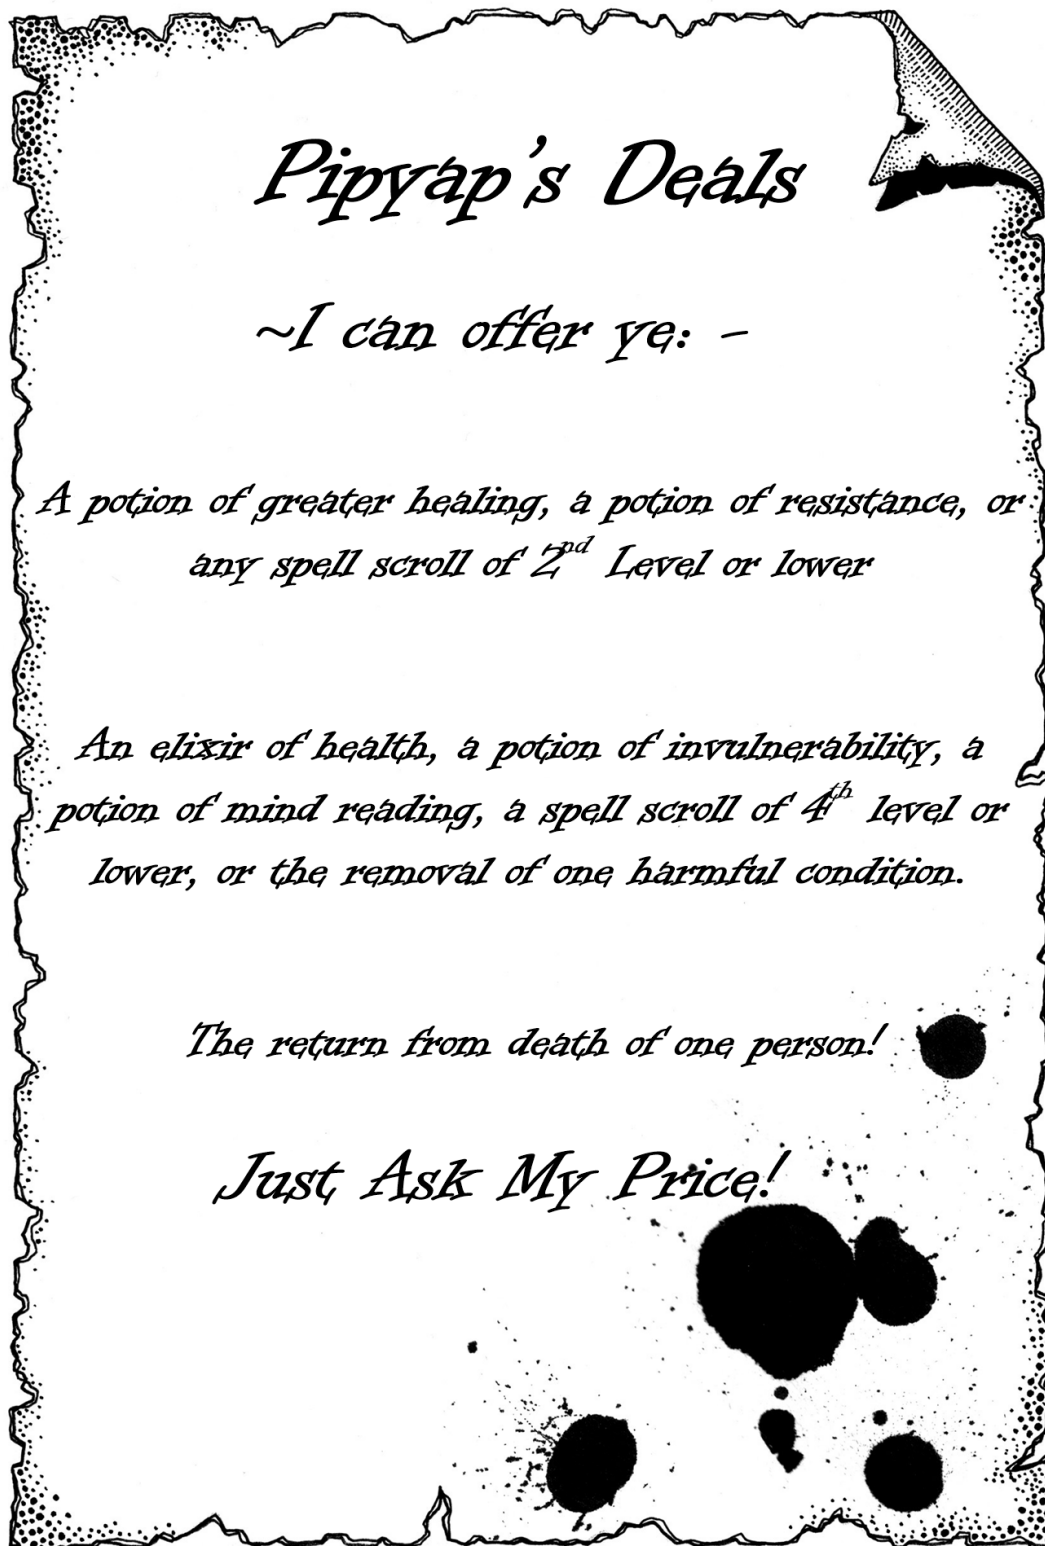 Pipyap's Deals
~I can offer ye: -
A potion of greater healing, a potion of resistance, or
any spell scroll of 2nd Level or lower
An elixir of health, a potion of invulnerability, a
potion of mind reading, a spell scroll of 4th level or
lower, or the removal of one harmful condition.
The return from death of one person!
Just Ask My Price!